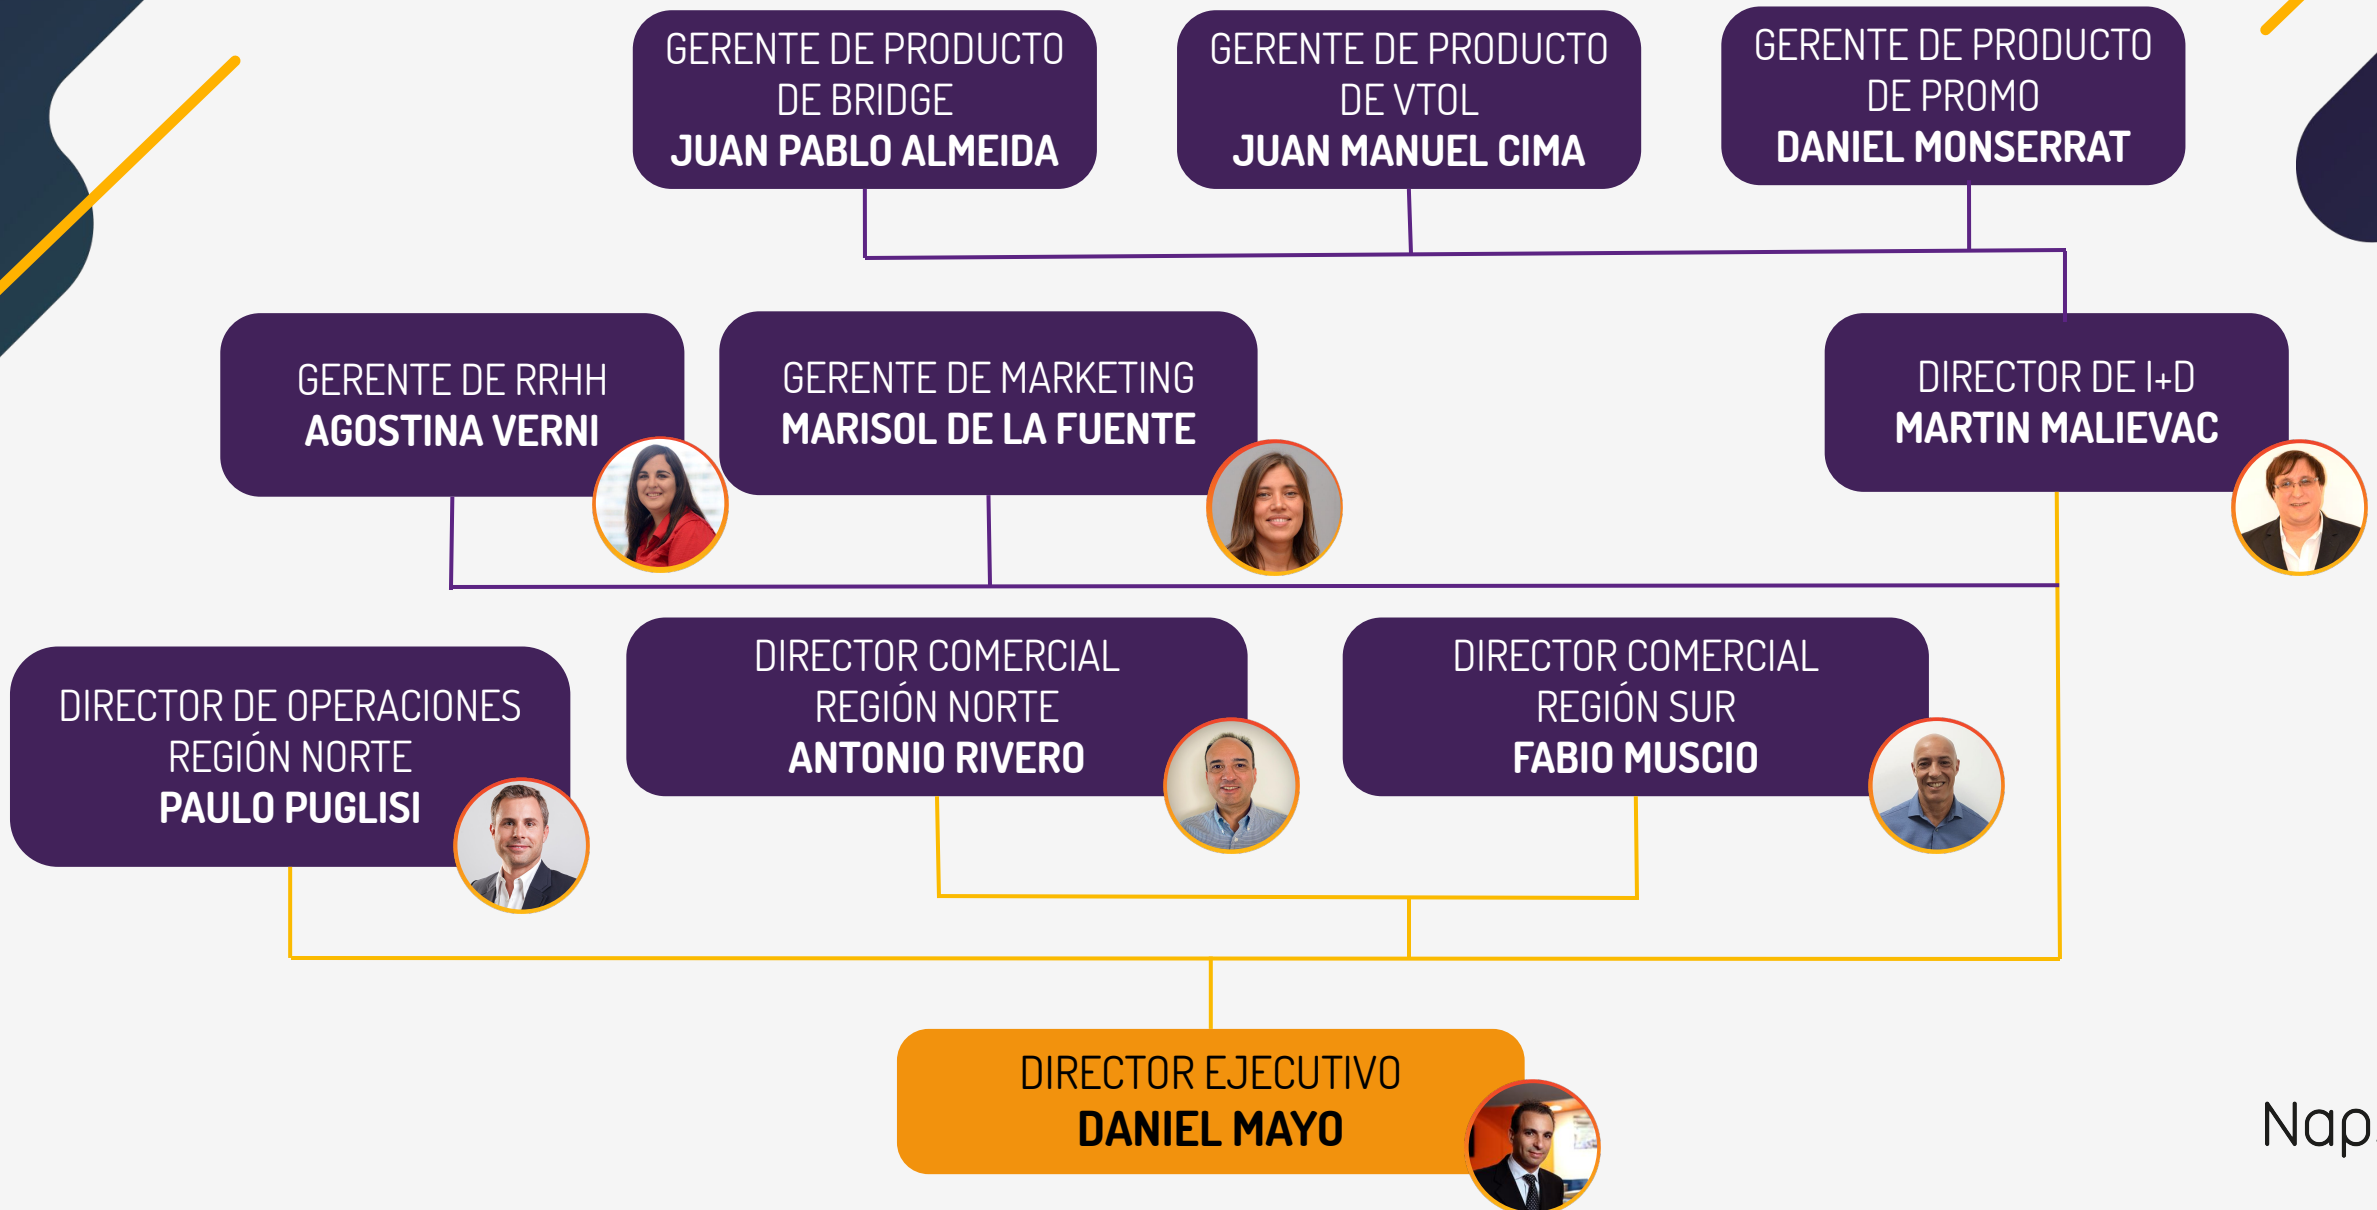 GERENTE DE PRODUCTO
DE BRIDGE
JUAN PABLO ALMEIDA
GERENTE DE PRODUCTO
DE VTOL
JUAN MANUEL CIMA
GERENTE DE PRODUCTO
DE PROMO
DANIEL MONSERRAT
GERENTE DE RRHH
AGOSTINA VERNI
GERENTE DE MARKETING
MARISOL DE LA FUENTE
DIRECTOR DE I+D
MARTIN MALIEVAC
DIRECTOR DE OPERACIONES
REGIÓN NORTE
PAULO PUGLISI
DIRECTOR COMERCIAL
REGIÓN NORTE
ANTONIO RIVERO
DIRECTOR COMERCIAL
REGIÓN SUR
FABIO MUSCIO
DIRECTOR EJECUTIVO
DANIEL MAYO